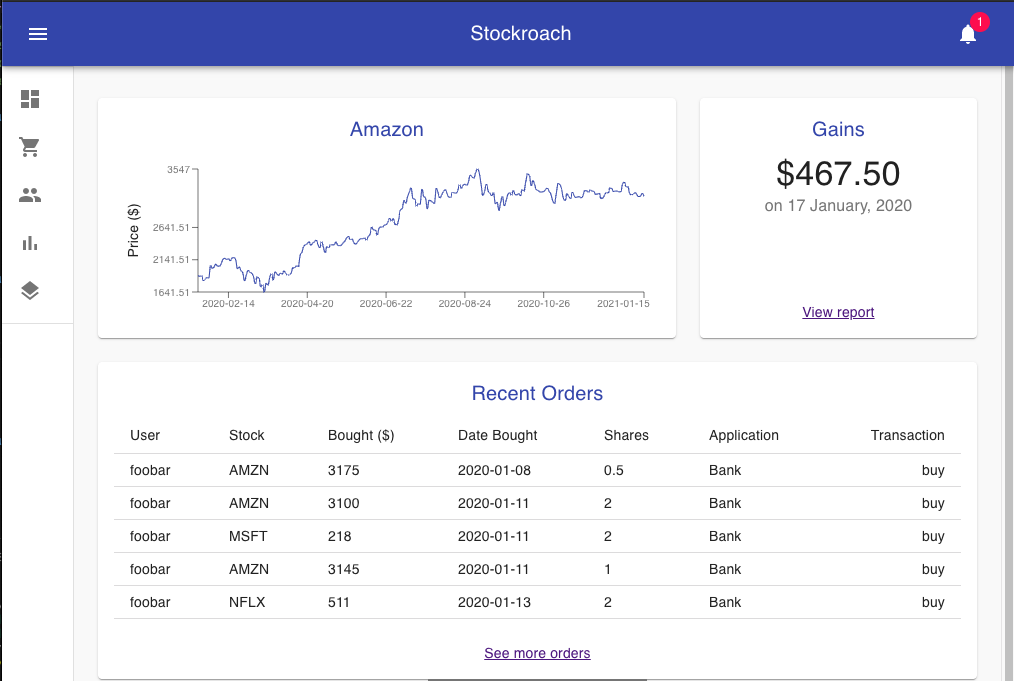 Stockroach
1
Amazon
Price ($)
3547
2641.51
2141.51
1641.51
2020-02-14 2020-04-20 2020-06-22 2020-08-24 2020-10-26 2021-01-15
Gains
$467.50
on 17 January, 2020
View report
Recent Orders
User Stock Bought ($) Date Bought Shares Application Transaction
foobar AMZN 3175 2020-01-08 0.5 Bank buy
foobar AMZN 3100 2020-01-11 2 Bank buy
foobar MSFT 218 2020-01-11 2 Bank buy
foobar AMZN 3145 2020-01-11 1 Bank buy
foobar NFLX 511 2020-01-13 2 Bank buy
See more orders